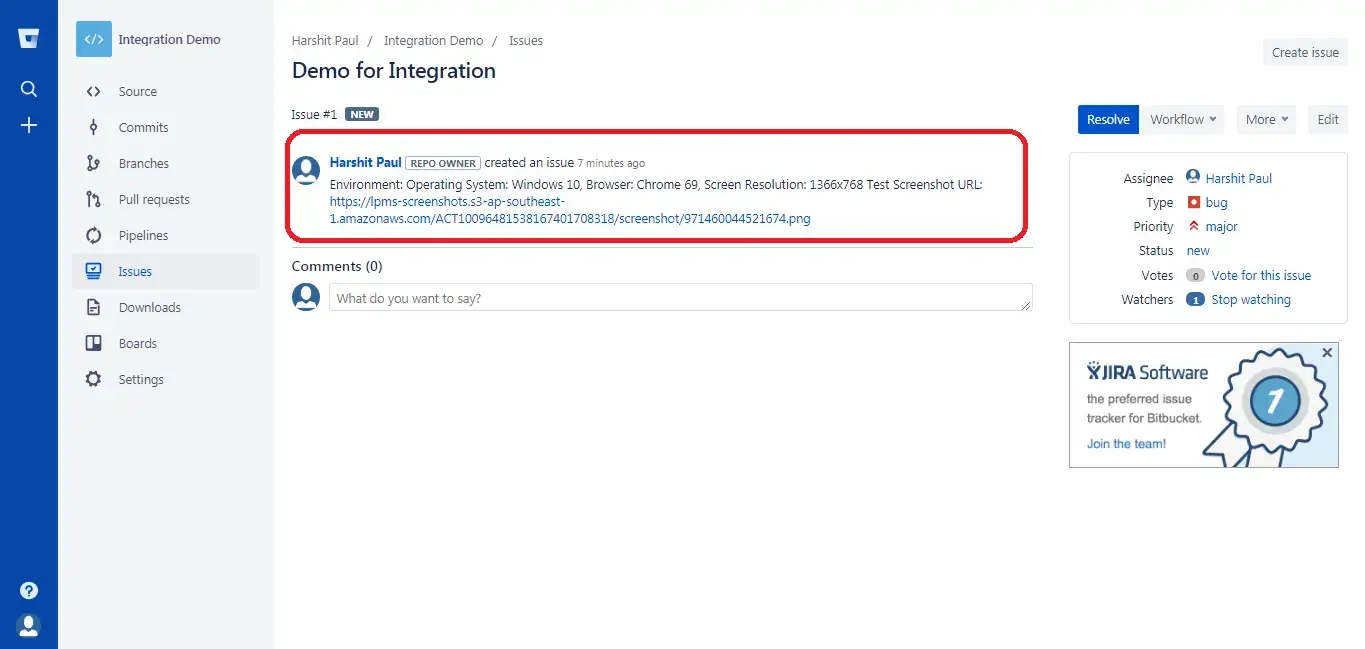 Integration Demo
Source
Commits
Branches
Pull requests
Pipelines
Issues
Downloads
Boards
Settings
Harshit Paul / Integration Demo / Issues
Create issue
Demo for Integration
Issue #1 NEW
Resolve Workflow More Edit
Harshit Paul REPO OWNER created an issue 7 minutes ago
Environment: Operating System: Windows 10, Browser: Chrome 69, Screen Resolution: 1366x768 Test Screenshot URL:
https://lpms-screenshots.s3-ap-southeast-
1.amazonaws.com/ACT10096481538167401708318/screenshot/971460044521674.png
Comments (0)
What do you want to say?
Assignee Harshit Paul
Type bug
Priority major
Status new
Votes 0 Vote for this issue
Watchers 1 Stop watching
JIRA Software
the preferred issue
tracker for Bitbucket.
Join the team!
1